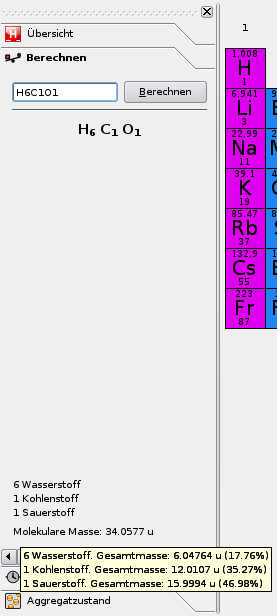 Übersicht
Berechnen
H6C1O1
Berechnen
H6 C1 O1
6 Wasserstoff
1 Kohlenstoff
1 Sauerstoff
Molekulare Masse: 34.0577 u
6 Wasserstoff. Gesamtmasse: 6.04764 u (17.76%)
1 Kohlenstoff. Gesamtmasse: 12.0107 u (35.27%)
1 Sauerstoff. Gesamtmasse: 15.9994 u (46.98%)
Aggregatzustand
1
1.008
H
1
6.941
Li
3
22.99
Na
11
39.1
K
19
85.47
Rb
37
132.9
Cs
55
223
Fr
87